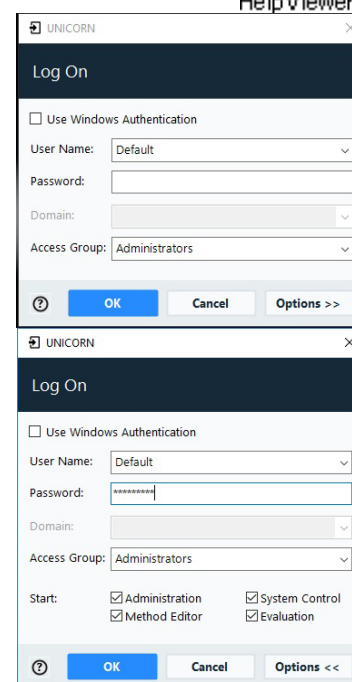 Help Viewer
UNICORN
Log On
Use Windows Authentication
User Name: Default
Password:
Domain:
Access Group: Administrators
OK Cancel Options >>
UNICORN
Log On
Use Windows Authentication
User Name: Default
Password: *********
Domain:
Access Group: Administrators
Start: Administration System Control
Method Editor Evaluation
OK Cancel Options <<